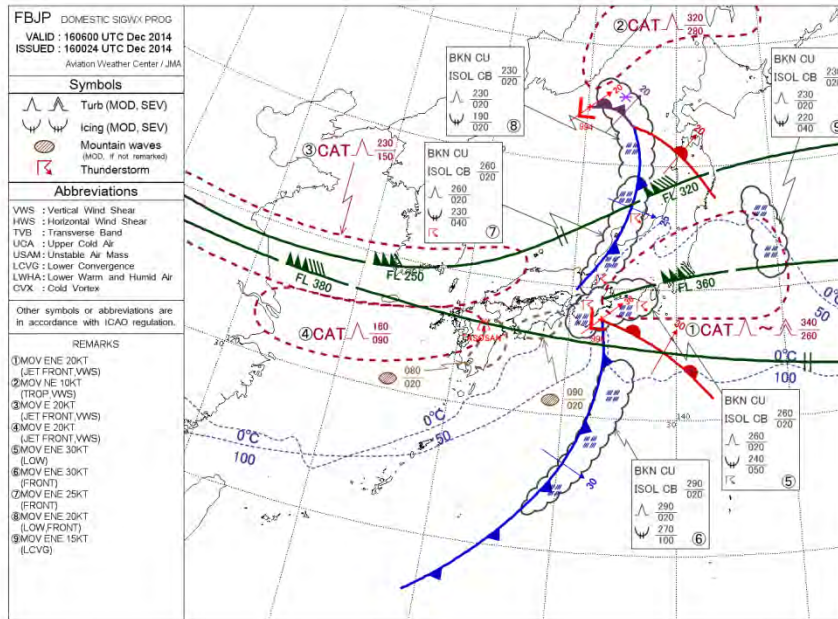 FBJP DOMESTIC SIGWX PROG
VALID : 160600 UTC Dec 2014
ISSUED : 160024 UTC Dec 2014
Aviation Weather Center / JMA
Symbols
Turb (MOD, SEV)
Icing (MOD, SEV)
Mountain waves
(MOD, if not remarked)
Thunderstorm
Abbreviations
VWS : Vertical Wind Shear
HWS : Horizontal Wind Shear
TVB : Transverse Band
UCA : Upper Cold Air
USAM: Unstable Air Mass
LCVG: Lower Convergence
LWHA: Lower Warm and Humid Air
CVX : Cold Vortex
Other symbols or abbreviations are
in accordance with ICAO regulation.
REMARKS
①MOV ENE 20KT
(JET FRONT,VWS)
②MOV NE 10KT
(TROP,VWS)
③MOV E 20KT
(JET FRONT,VWS)
④MOV E 20KT
(JET FRONT,VWS)
⑤MOV ENE 30KT
(LOW)
⑥MOV ENE 30KT
(FRONT)
⑦MOV ENE 25KT
(FRONT)
⑧MOV ENE 20KT
(LOW,FRONT)
⑨MOV ENE 15KT
(LCVG)
②CAT 320
280
BKN CU
ISOL CB 230
020
230
020
190
020
⑧
BKN CU
ISOL CB 230
020
230
020
220
040
③CAT 230
150
BKN CU
ISOL CB 260
020
260
020
230
040
⑦
20
20
20
FL 320
20
FL 250
FL 380
FL 360
0℃
50
④CAT 160
090
①CAT ~ 340
260
30
080
020
090
020
0℃
100
0℃
50
100
140
BKN CU
ISOL CB 260
020
260
020
240
050
⑤
30
BKN CU
ISOL CB 290
020
290
020
270
100
⑥